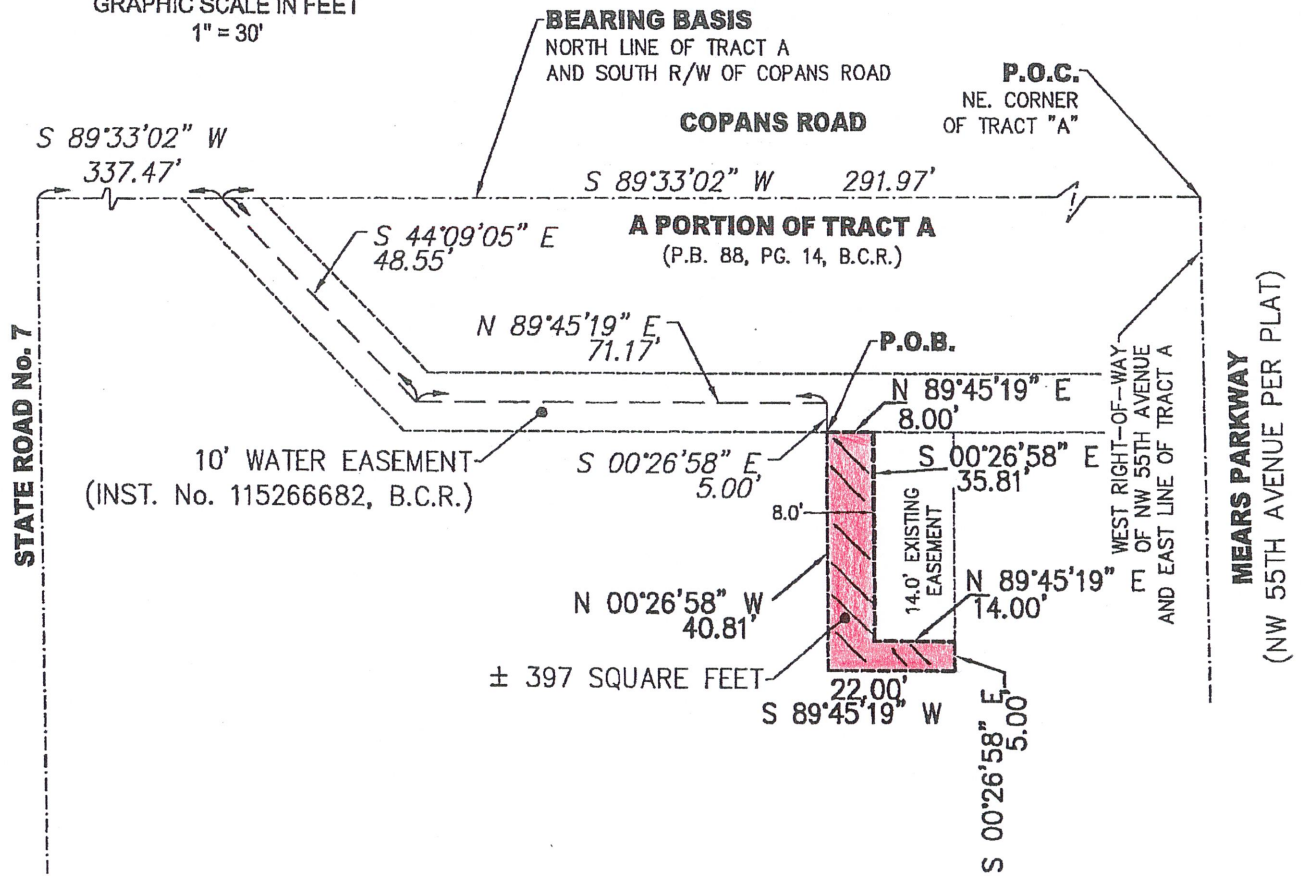 GRAPHIC SCALE IN FEET
1" = 30'
BEARING BASIS
NORTH LINE OF TRACT A
AND SOUTH R/W OF COPANS ROAD
P.O.C.
NE. CORNER
OF TRACT "A"
COPANS ROAD
S 89°33'02" W
337.47'
S 89°33'02" W 291.97'
A PORTION OF TRACT A
(P.B. 88, PG. 14, B.C.R.)
S 44°09'05" E
48.55'
N 89°45'19" E
71.17'
P.O.B.
N 89°45'19" E
8.00'
10' WATER EASEMENT
(INST. No. 115266682, B.C.R.)
S 00°26'58" E
5.00'
S 00°26'58" E
35.81'
8.0'
14.0' EXISTING
EASEMENT
N 00°26'58" W
40.81'
N 89°45'19" E
14.00'
± 397 SQUARE FEET
22.00'
S 89°45'19" W
S 00°26'58" E
5.00'
STATE ROAD No. 7
WEST RIGHT-OF-WAY
OF NW 55TH AVENUE
AND EAST LINE OF TRACT A
MEARS PARKWAY
(NW 55TH AVENUE PER PLAT)